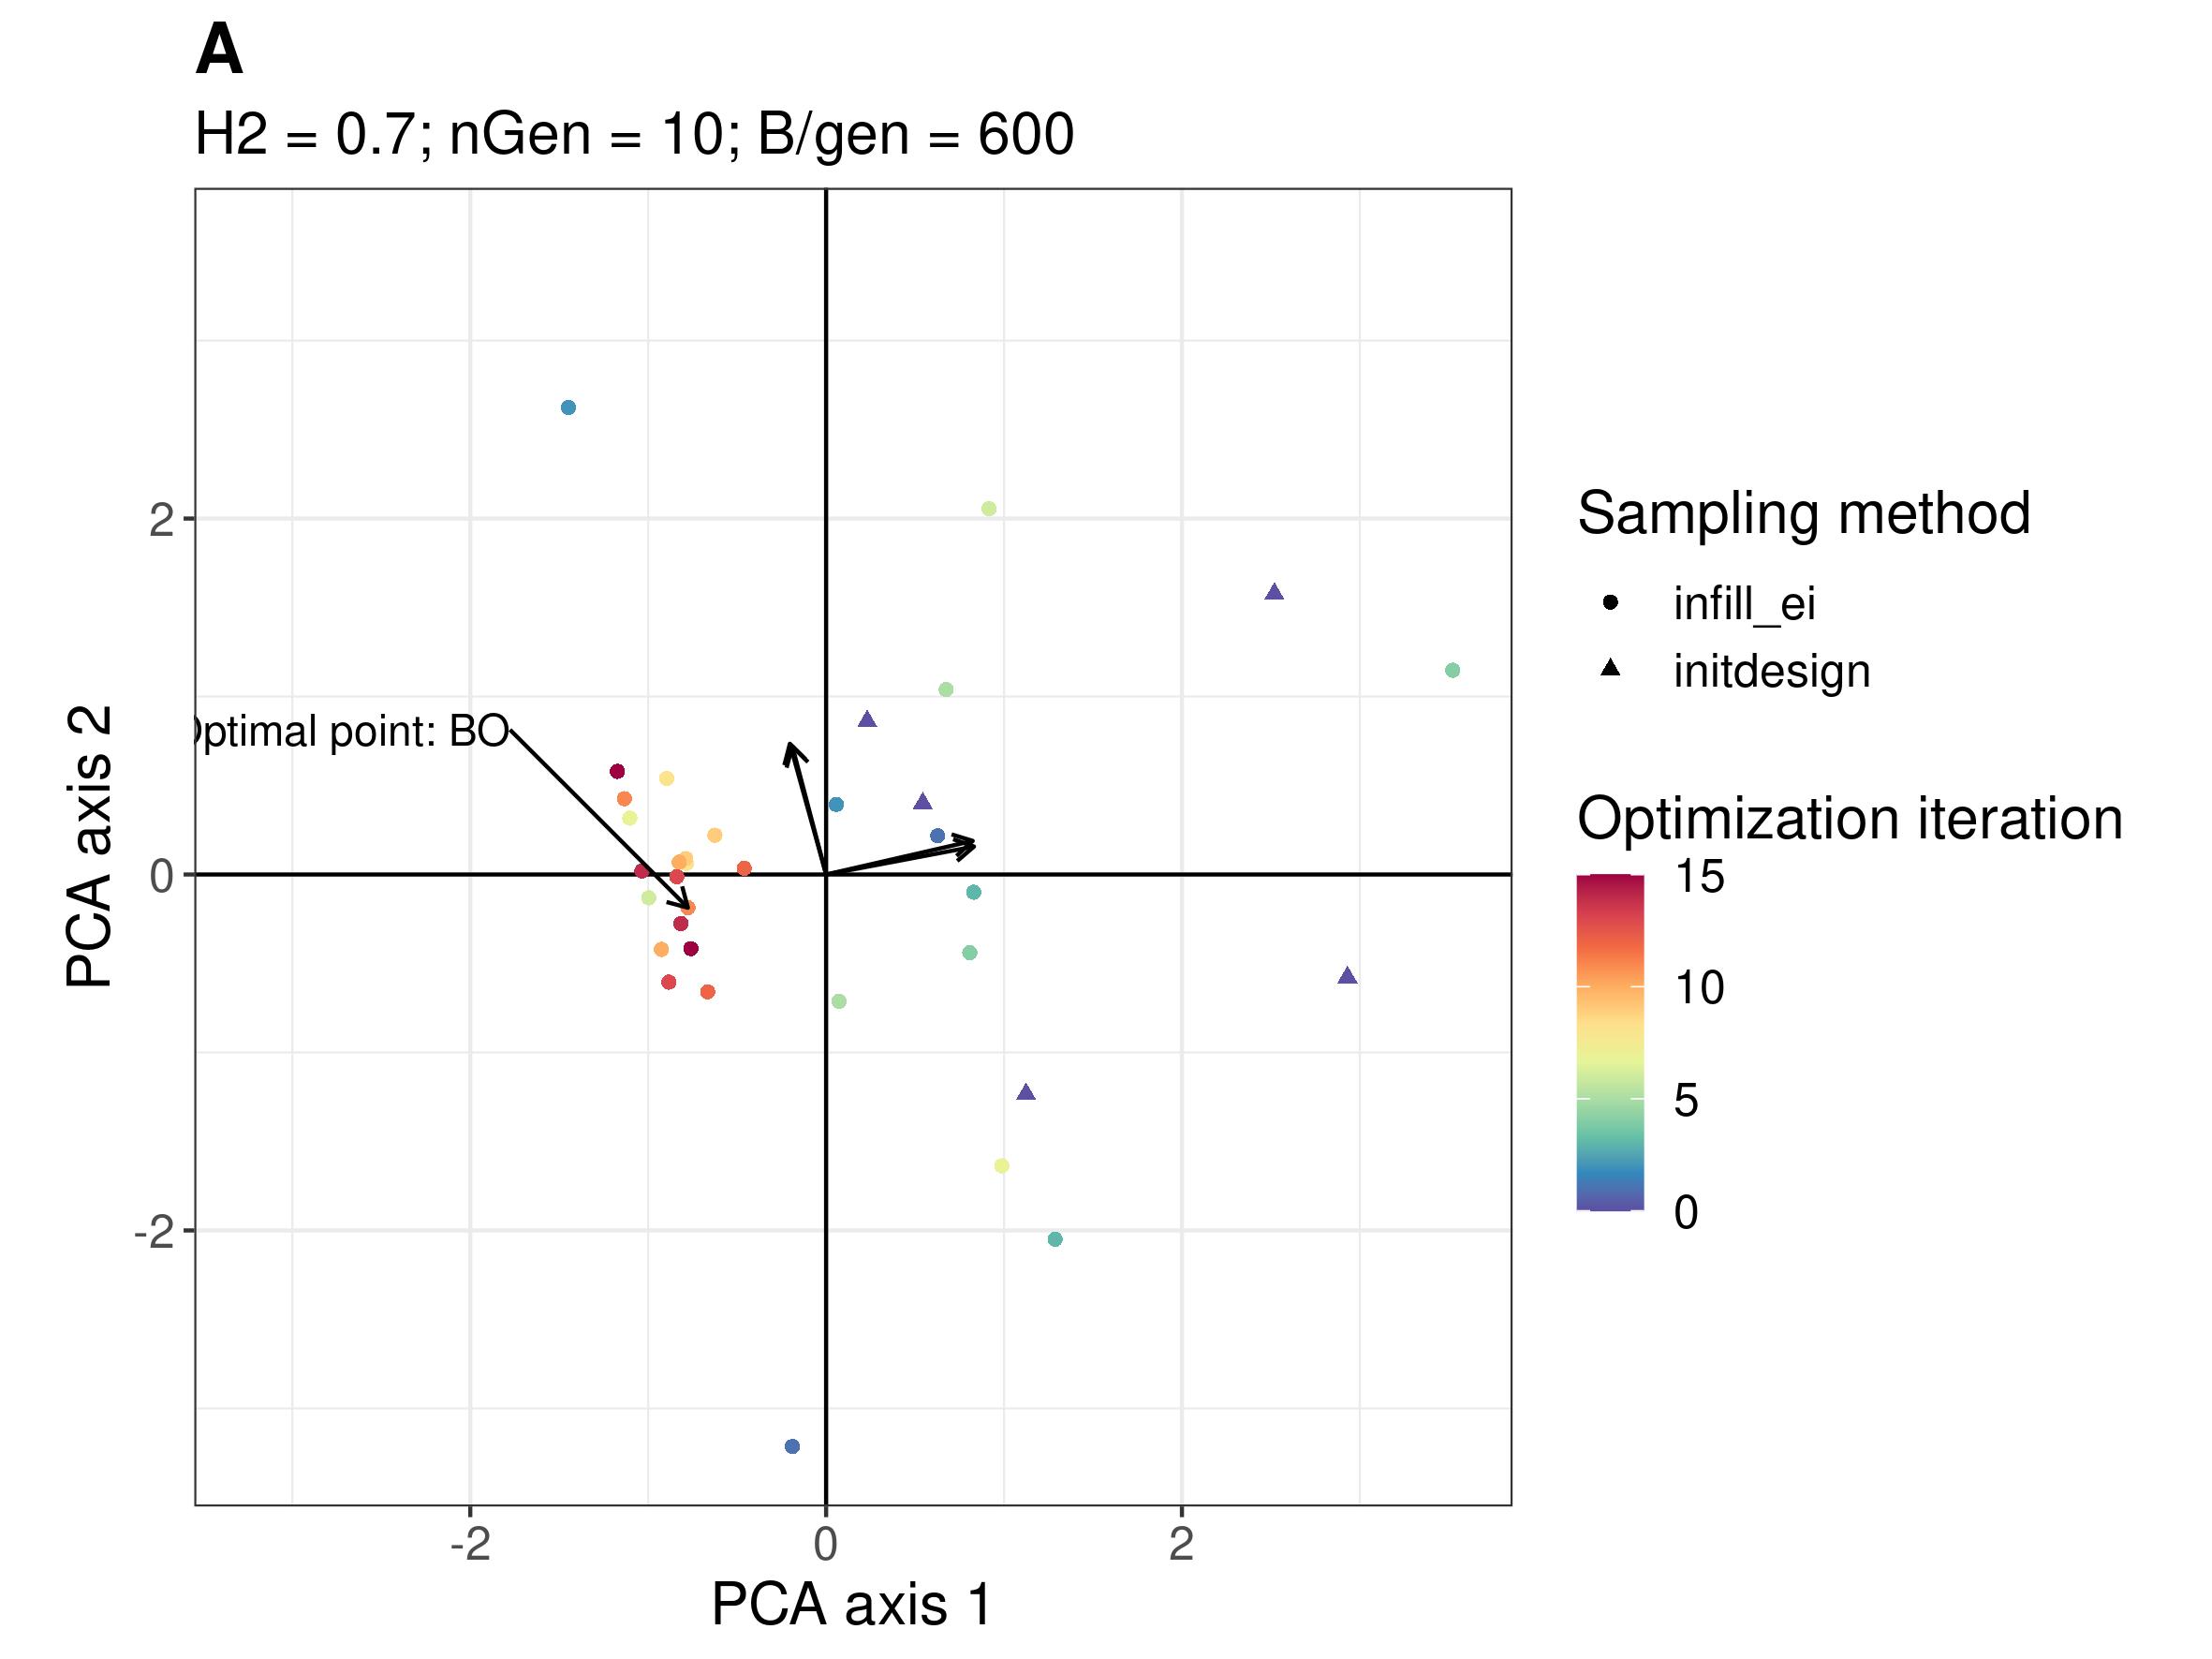 A
H2 = 0.7; nGen = 10; B/gen = 600
ptimal point: BO
PCA axis 2
2
0
-2
-2
0
2
PCA axis 1
Sampling method
infill_ei
initdesign
Optimization iteration
15
10
5
0